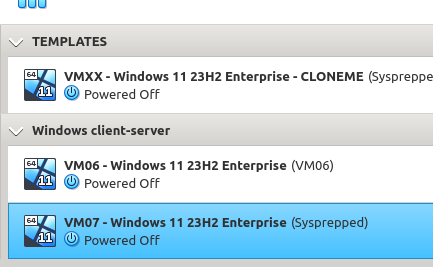 TEMPLATES
64
VMXX - Windows 11 23H2 Enterprise - CLONEME (Syspreppe
11
Powered Off
Windows client-server
64
VM06 - Windows 11 23H2 Enterprise (VM06)
11
Powered Off
64
VM07 - Windows 11 23H2 Enterprise (Sysprepped)
11
Powered Off